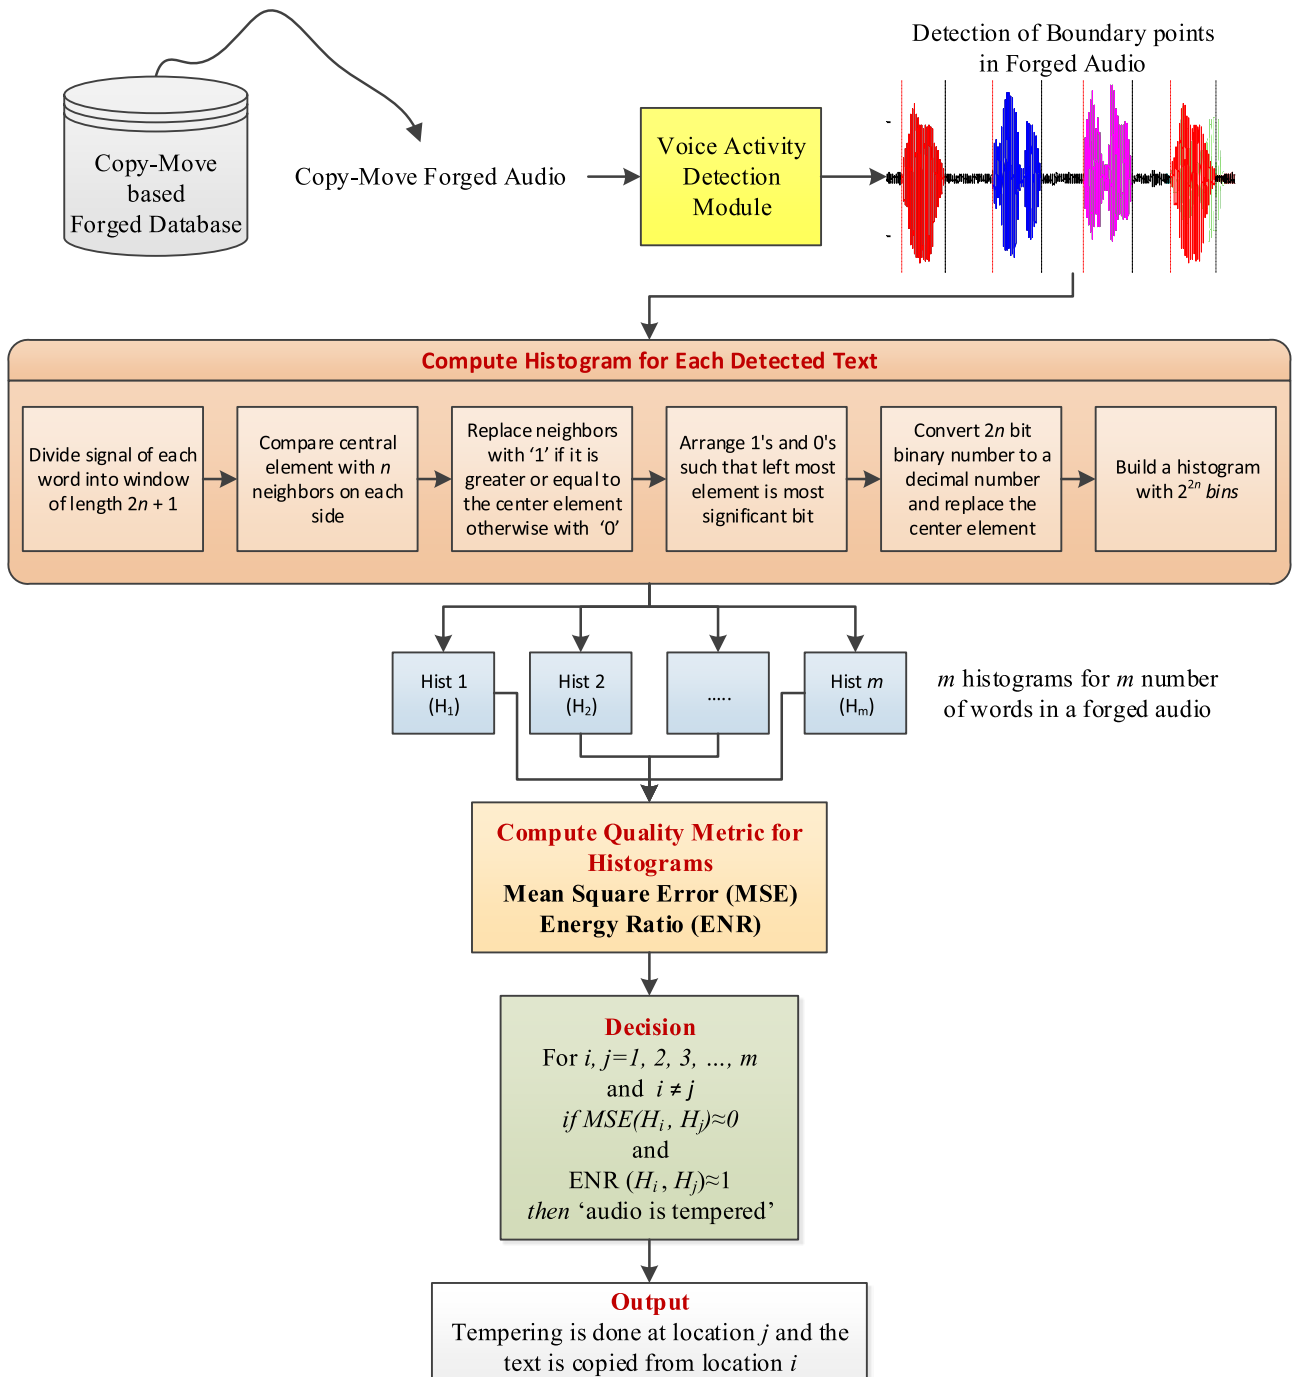 Detection of Boundary points
in Forged Audio
Copy-Move
based
Forged Database
Copy-Move Forged Audio
Voice Activity
Detection
Module
Compute Histogram for Each Detected Text
Divide signal of each
word into window
of length 2n + 1
Compare central
element with n
neighbors on each
side
Replace neighbors
with ‘1’ if it is
greater or equal to
the center element
otherwise with ‘0’
Arrange 1's and 0's
such that left most
element is most
significant bit
Convert 2n bit
binary number to a
decimal number
and replace the
center element
Build a histogram
with 2²ⁿ bins
Hist 1
(H₁)
Hist 2
(H₂)
.....
Hist m
(Hₘ)
m histograms for m number
of words in a forged audio
Compute Quality Metric for
Histograms
Mean Square Error (MSE)
Energy Ratio (ENR)
Decision
For i, j=1, 2, 3, ..., m
and i ≠ j
if MSE(Hᵢ , Hⱼ)≈0
and
ENR (Hᵢ , Hⱼ)≈1
then ‘audio is tempered’
Output
Tempering is done at location j and the
text is copied from location i